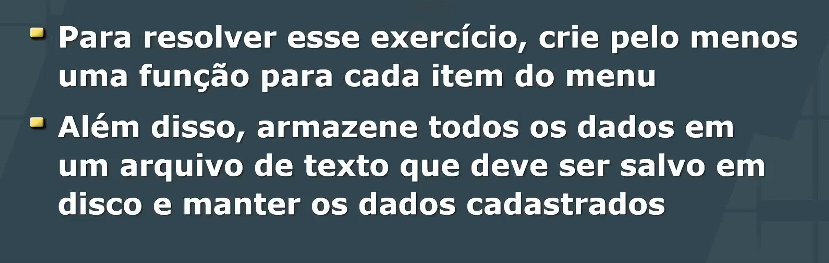 Para resolver esse exercício, crie pelo menos
uma função para cada item do menu
Além disso, armazene todos os dados em
um arquivo de texto que deve ser salvo em
disco e manter os dados cadastrados